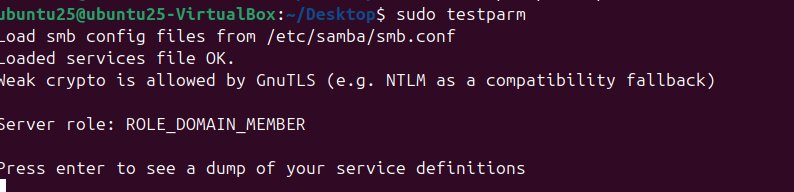 ubuntu25@ubuntu25-VirtualBox:~/Desktop$ sudo testparm
Load smb config files from /etc/samba/smb.conf
Loaded services file OK.
Weak crypto is allowed by GnuTLS (e.g. NTLM as a compatibility fallback)
Server role: ROLE_DOMAIN_MEMBER
Press enter to see a dump of your service definitions